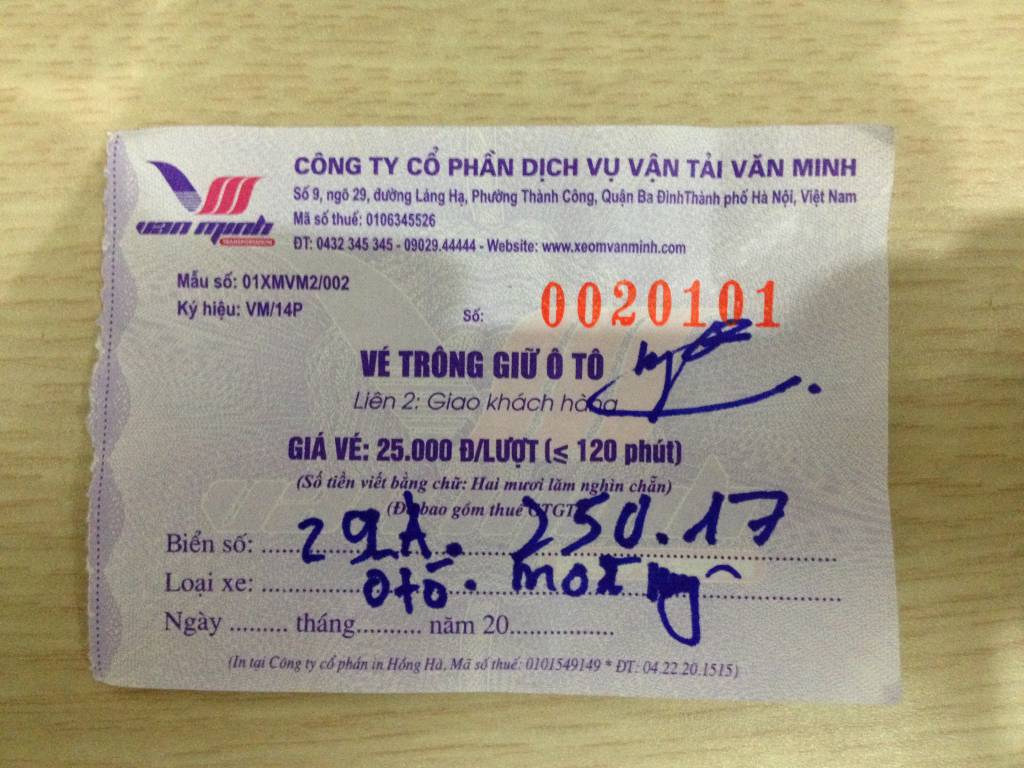 CÔNG TY CỔ PHẦN DỊCH VỤ VẬN TẢI VĂN MINH
Số 9, ngõ 29, đường Láng Hạ, Phường Thành Công, Quận Ba ĐìnhThành phố Hà Nội, Việt Nam
Mã số thuế: 0106345526
van minh
ĐT: 0432 345 345 - 09029.44444 - Website: www.xeomvanminh.com
Mẫu số: 01XMVM2/002
Ký hiệu: VM/14P
Số: 0020101
VÉ TRÔNG GIỮ Ô TÔ
Liên 2: Giao khách hàng
GIÁ VÉ: 25.000 Đ/LƯỢT (≤ 120 phút)
(Số tiền viết bằng chữ: Hai mươi lăm nghìn chẵn)
(Đã bao gồm thuế GTGT)
Biển số: 29A. 250.17
Loại xe: Ôtô.
Ngày ......... tháng.......... năm 20................
(In tại Công ty cổ phần in Hồng Hà, Mã số thuế: 0101549149 * ĐT: 04.22.20.1515)